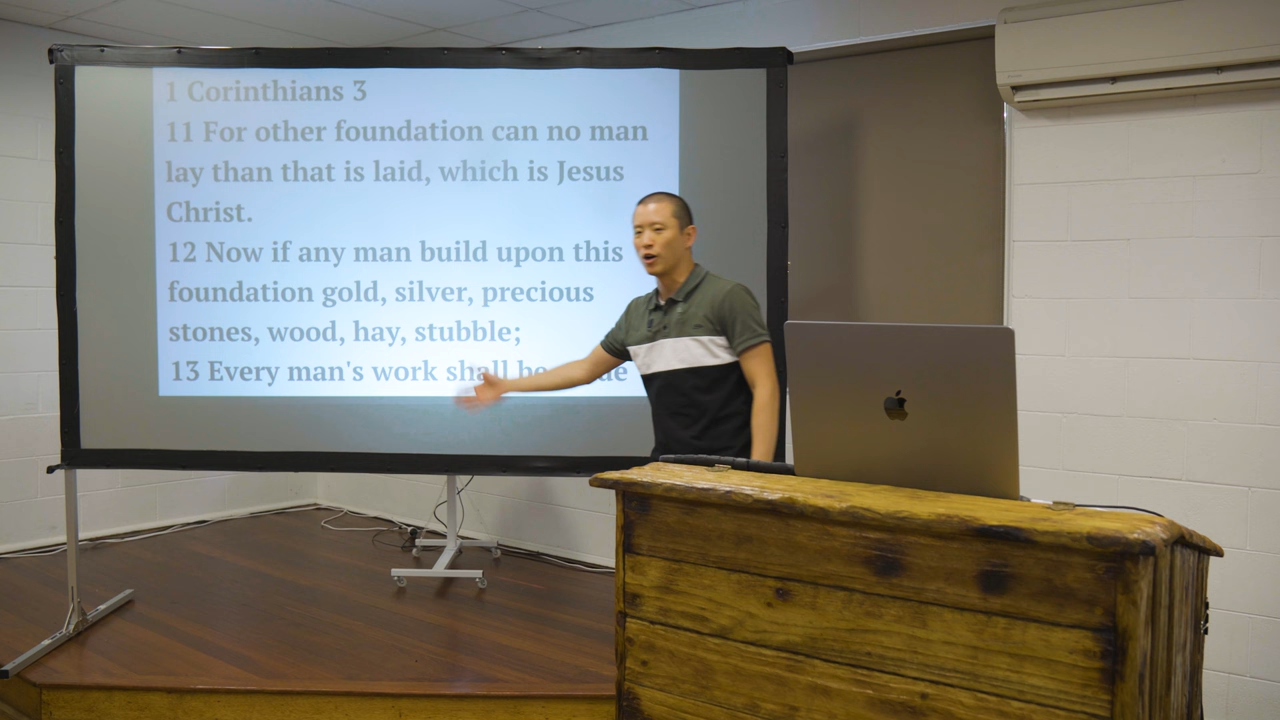 1 Corinthians 3
11 For other foundation can no man
lay than that is laid, which is Jesus
Christ.
12 Now if any man build upon this
foundation gold, silver, precious
stones, wood, hay, stubble;
13 Every man's work shall be